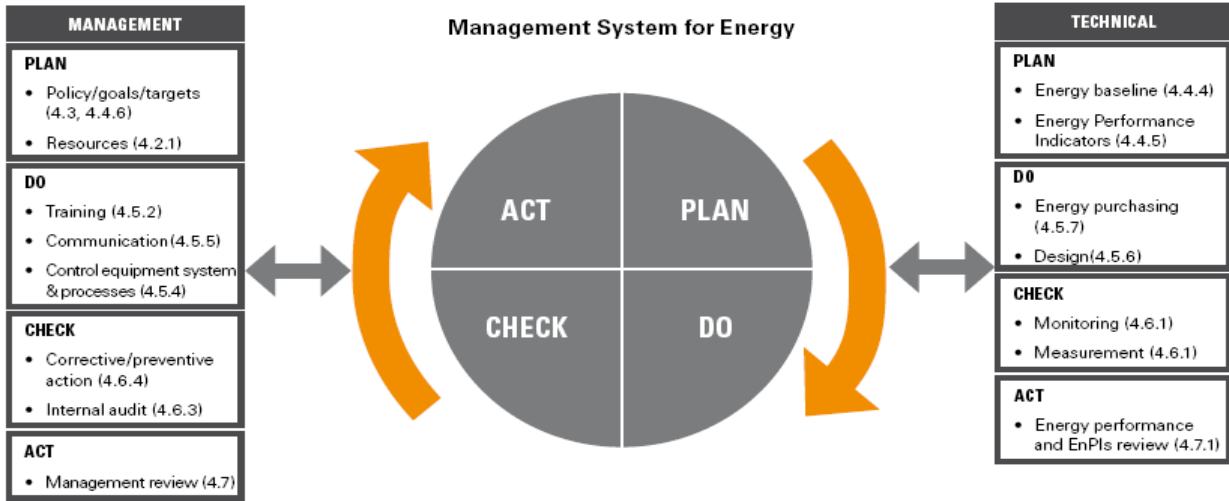 Management System for Energy
MANAGEMENT
PLAN
• Policy/goals/targets
(4.3, 4.4.6)
• Resources (4.2.1)
DO
• Training (4.5.2)
• Communication (4.5.5)
• Control equipment system
& processes (4.5.4)
CHECK
• Corrective/preventive
action (4.6.4)
• Internal audit (4.6.3)
ACT
• Management review (4.7)
ACT
PLAN
CHECK
DO
TECHNICAL
PLAN
• Energy baseline (4.4.4)
• Energy Performance
Indicators (4.4.5)
DO
• Energy purchasing
(4.5.7)
• Design(4.5.6)
CHECK
• Monitoring (4.6.1)
• Measurement (4.6.1)
ACT
• Energy performance
and EnPIs review (4.7.1)